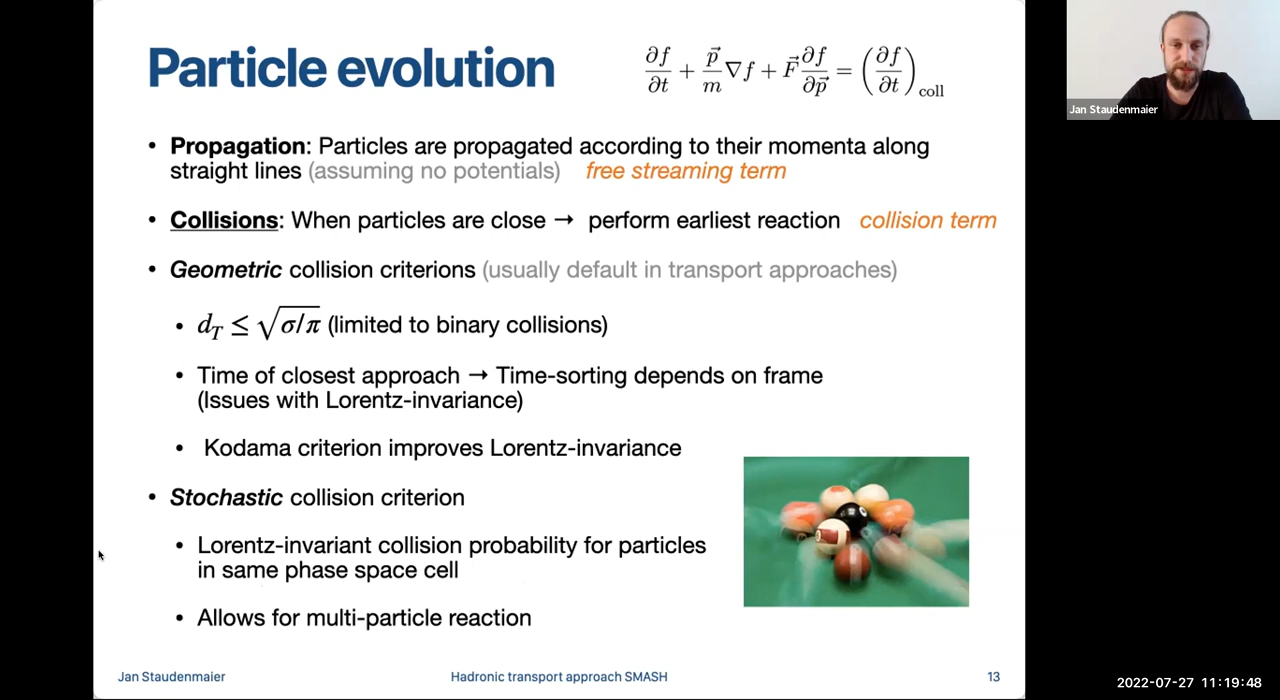 Particle evolution
∂f/∂t + p⃗/m ∇f + F⃗ ∂f/∂p⃗ = (∂f/∂t)coll
Jan Staudenmaier
• Propagation: Particles are propagated according to their momenta along
straight lines (assuming no potentials) free streaming term
• Collisions: When particles are close → perform earliest reaction collision term
• Geometric collision criterions (usually default in transport approaches)
• d_T ≤ √σ/π (limited to binary collisions)
• Time of closest approach → Time-sorting depends on frame
(Issues with Lorentz-invariance)
• Kodama criterion improves Lorentz-invariance
• Stochastic collision criterion
• Lorentz-invariant collision probability for particles
in same phase space cell
• Allows for multi-particle reaction
Jan Staudenmaier
Hadronic transport approach SMASH
13
2022-07-27 11:19:48